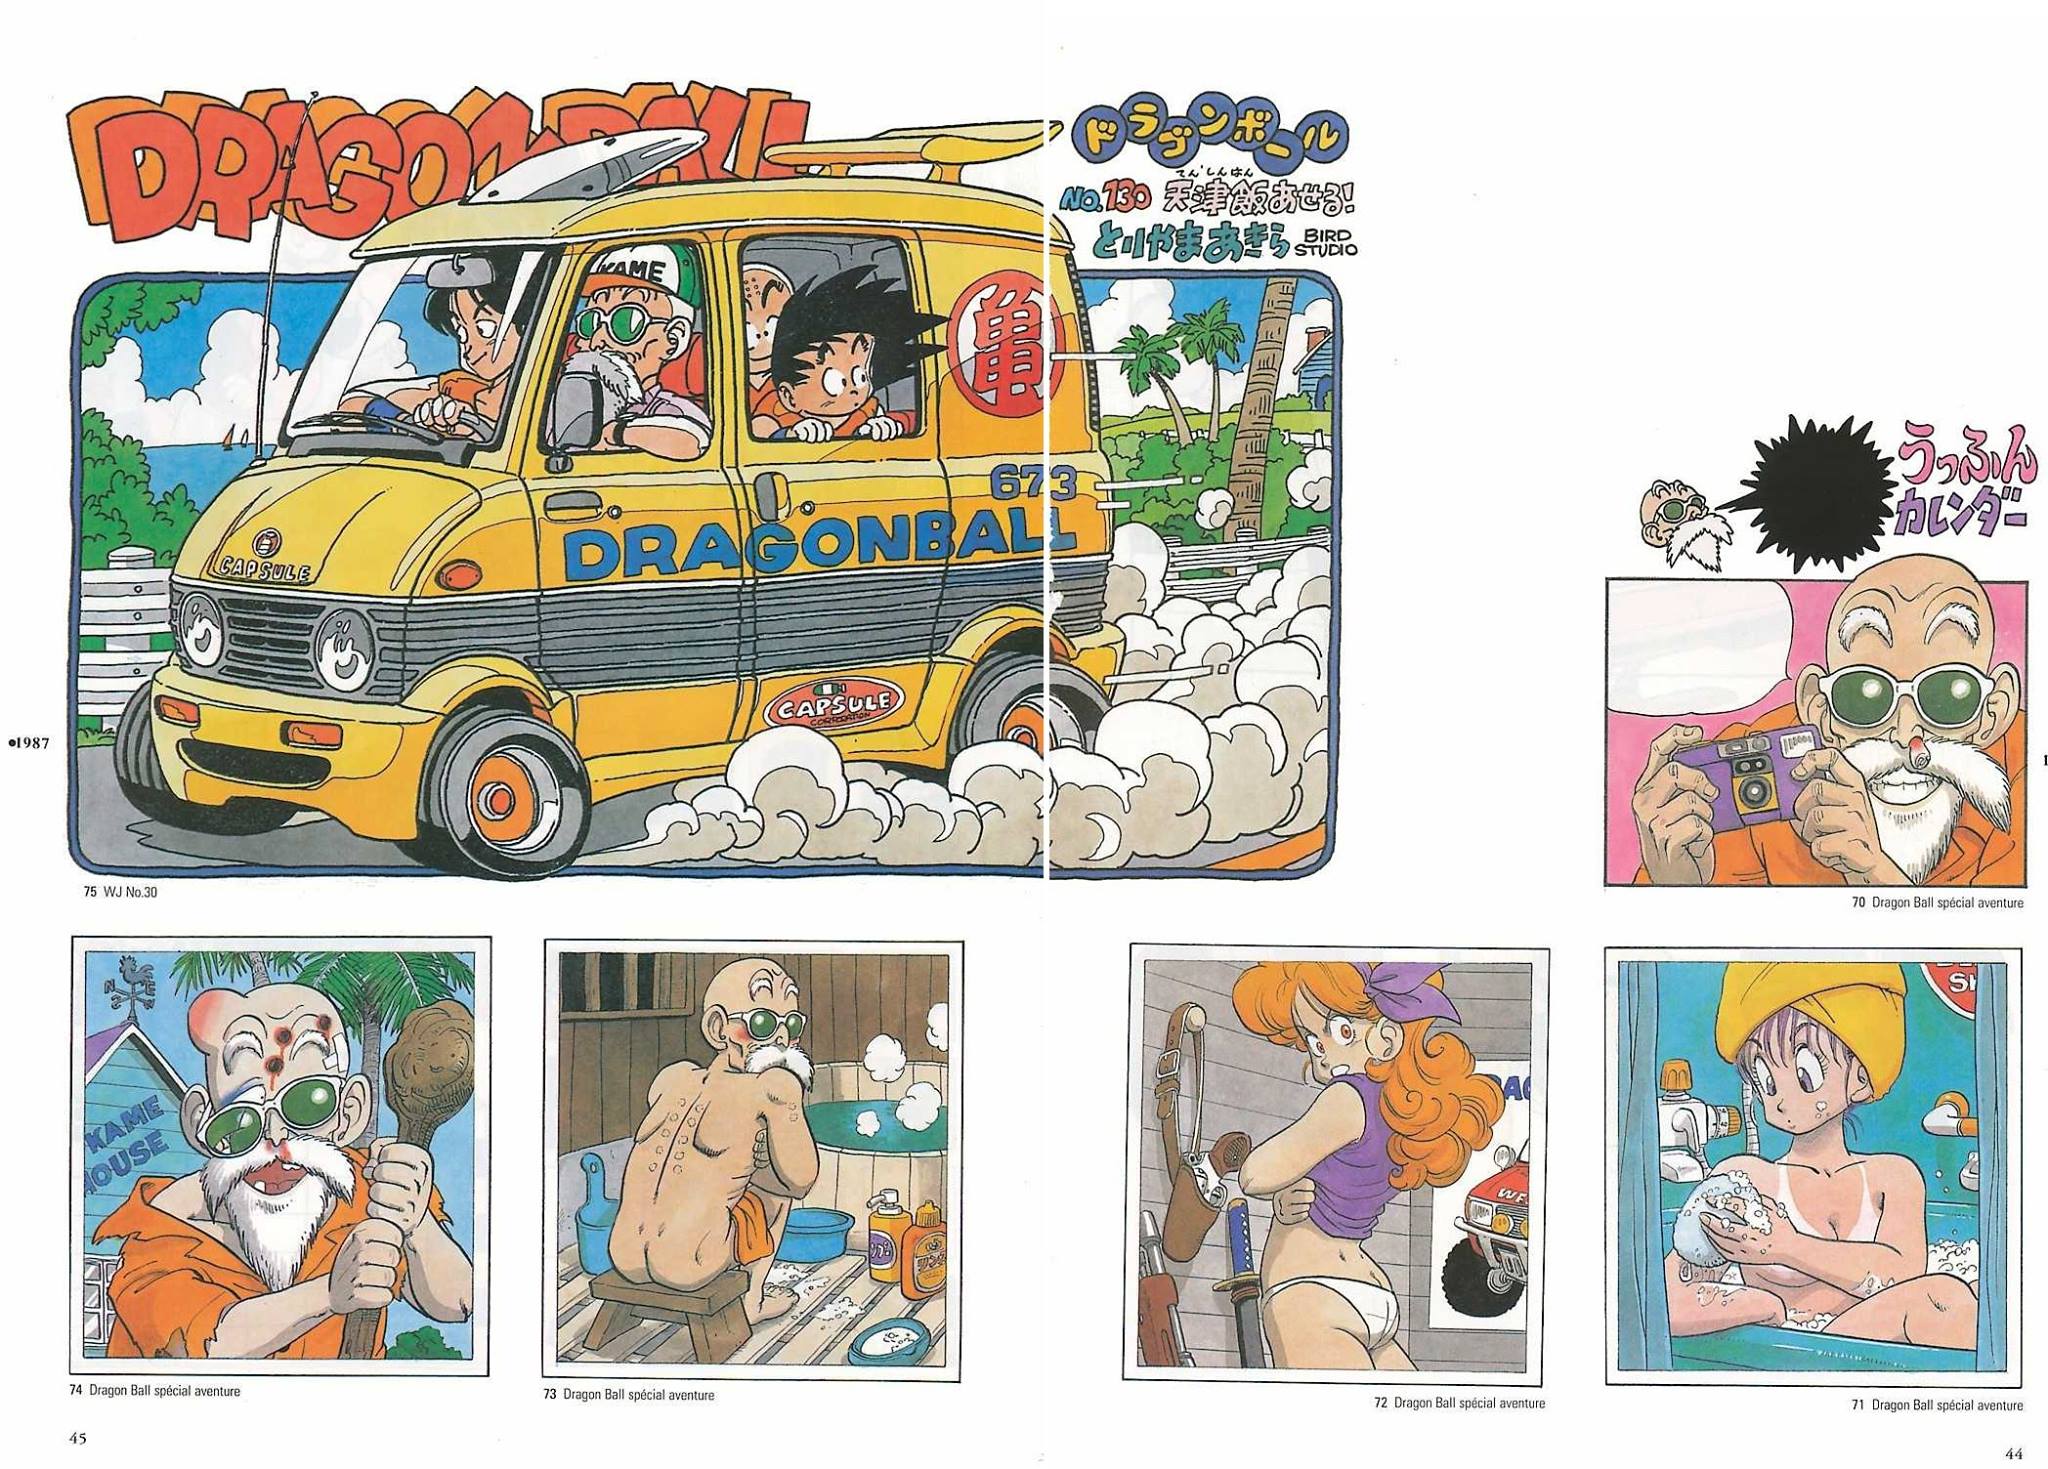 DRAGON BALL
ドラゴンボール
てんしんはん
NO.130 天津飯あせる!
とりやまあきら BIRD STUDIO
KAME
亀
673
DRAGONBALL
CAPSULE
CAPSULE
CORPORATION
75 WJ No.30
●1987
うっふん
カレンダー
70 Dragon Ball spécial aventure
N E S W
KAME
HOUSE
74 Dragon Ball spécial aventure
73 Dragon Ball spécial aventure
72 Dragon Ball spécial aventure
71 Dragon Ball spécial aventure
45
44